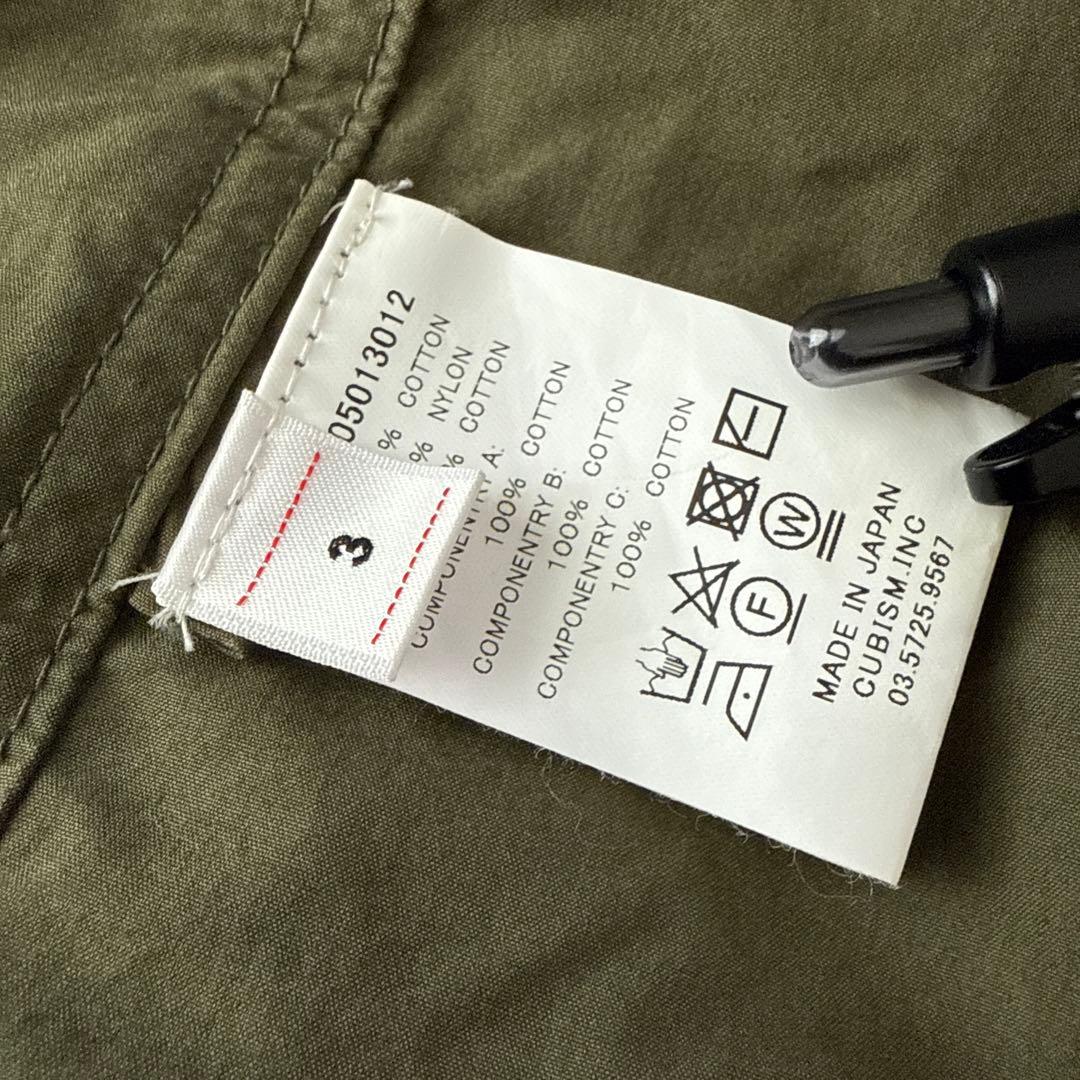 05013012
% COTTON
% NYLON
% COTTON
COMPONENTRY A:
100% COTTON
COMPONENTRY B:
100% COTTON
COMPONENTRY C:
100% COTTON
W
F
MADE IN JAPAN
CUBISM.INC
03.5725.9567
3